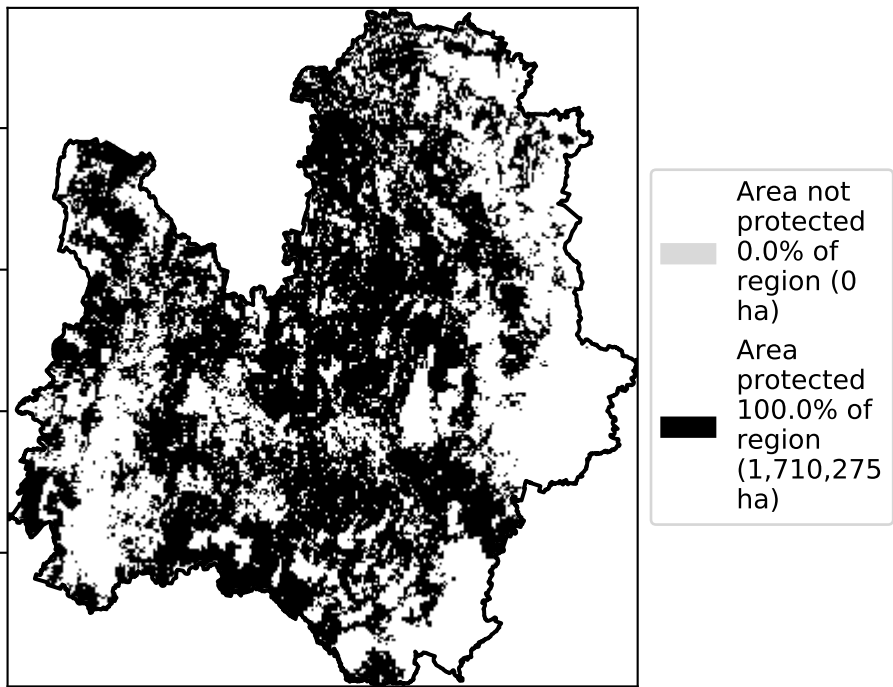 Area not
protected
0.0% of
region (0
ha)
Area
protected
100.0% of
region
(1,710,275
ha)